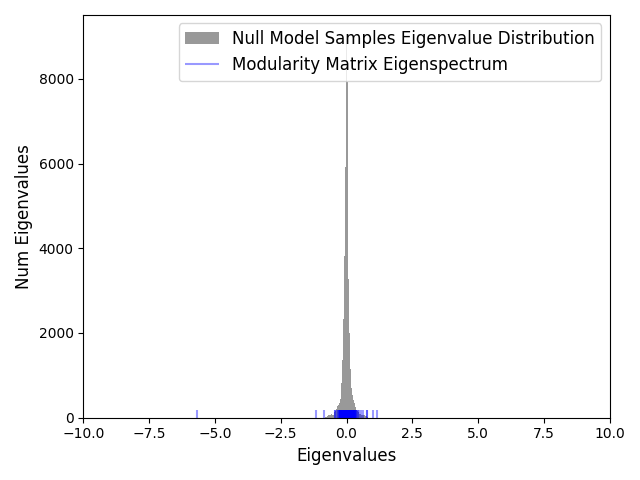 Null Model Samples Eigenvalue Distribution
Modularity Matrix Eigenspectrum
Num Eigenvalues
8000
6000
4000
2000
0
−10.0 −7.5 −5.0 −2.5 0.0 2.5 5.0 7.5 10.0
Eigenvalues